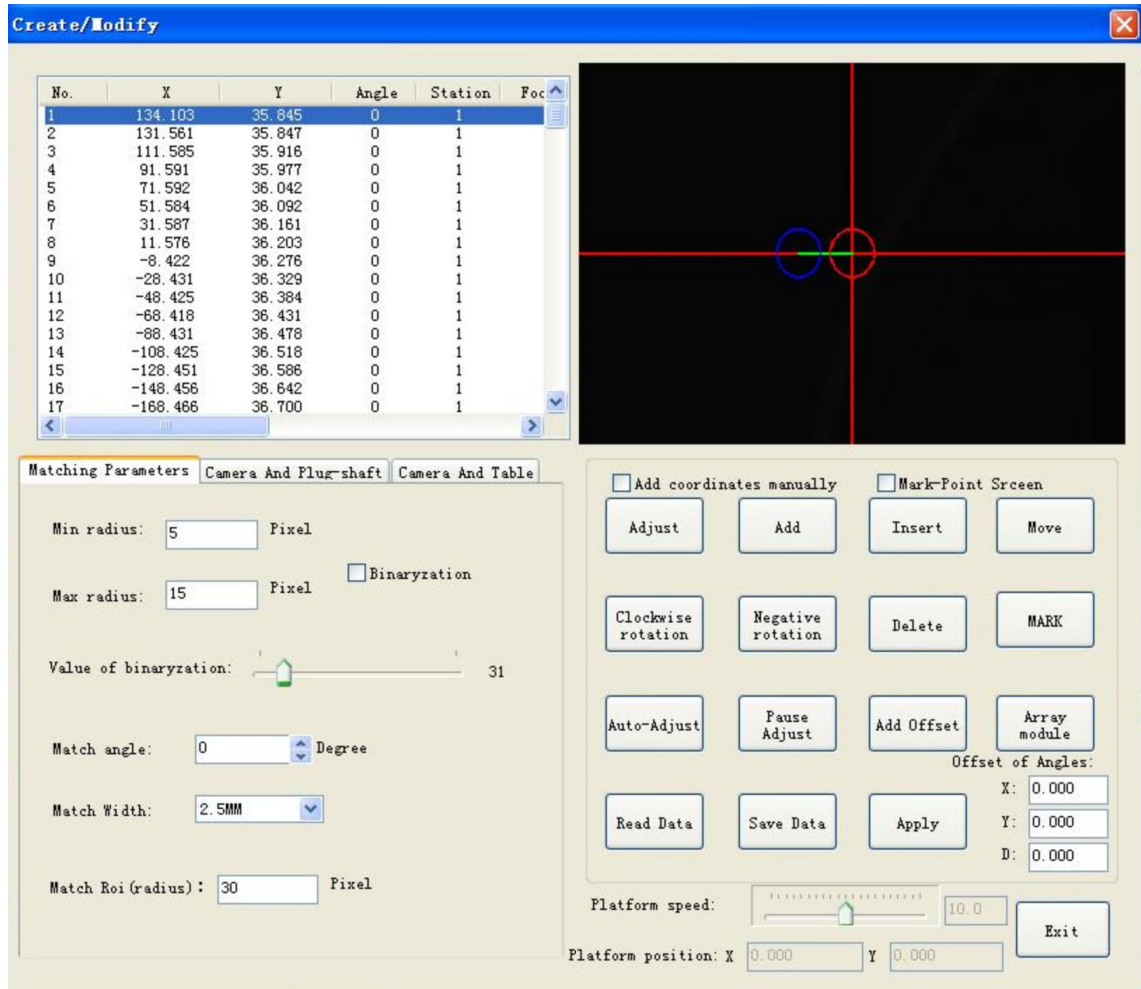 Create/Modify
No. X Y Angle Station Foc
1 134.103 35.845 0 1
2 131.561 35.847 0 1
3 111.585 35.916 0 1
4 91.591 35.977 0 1
5 71.592 36.042 0 1
6 51.584 36.092 0 1
7 31.587 36.161 0 1
8 11.576 36.203 0 1
9 -8.422 36.276 0 1
10 -28.431 36.329 0 1
11 -48.425 36.384 0 1
12 -68.418 36.431 0 1
13 -88.431 36.478 0 1
14 -108.425 36.518 0 1
15 -128.451 36.586 0 1
16 -148.456 36.642 0 1
17 -168.466 36.700 0 1
Matching Parameters Camera And Plug-shaft Camera And Table
Min radius: 5 Pixel
Binaryzation
Max radius: 15 Pixel
Value of binaryzation: 31
Match angle: 0 Degree
Match Width: 2.5MM
Match Roi(radius): 30 Pixel
Add coordinates manually Mark-Point Srceen
Adjust Add Insert Move
Clockwise rotation Negative rotation Delete MARK
Auto-Adjust Pause Adjust Add Offset Array module
Offset of Angles:
X: 0.000
Read Data Save Data Apply Y: 0.000
D: 0.000
Platform speed: 10.0
Exit
Platform position: X 0.000 Y 0.000